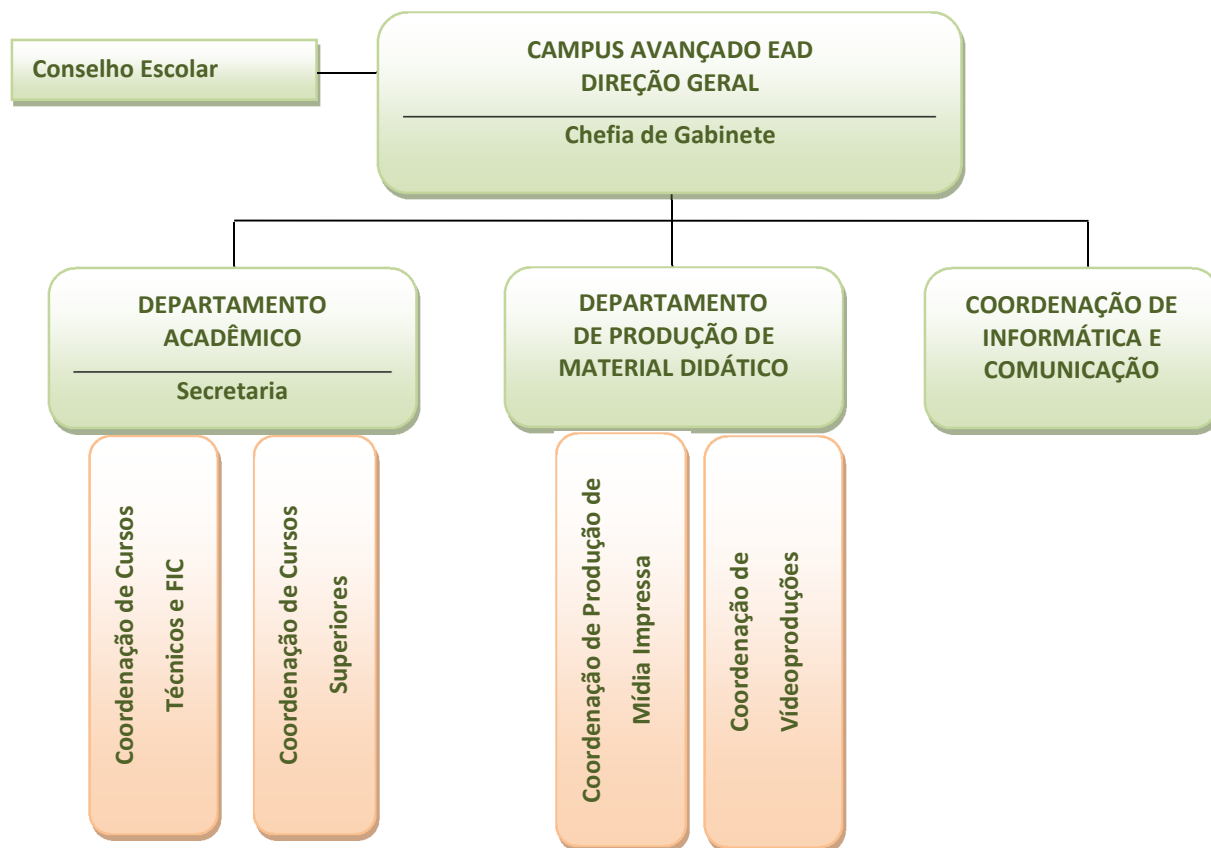 Conselho Escolar
CAMPUS AVANÇADO EAD
DIREÇÃO GERAL
Chefia de Gabinete
DEPARTAMENTO
ACADÊMICO
Secretaria
DEPARTAMENTO
DE PRODUÇÃO DE
MATERIAL DIDÁTICO
COORDENAÇÃO DE
INFORMÁTICA E
COMUNICAÇÃO
Coordenação de Cursos
Técnicos e FIC
Coordenação de Cursos
Superiores
Coordenação de Produção de
Mídia Impressa
Coordenação de
Vídeoproduções